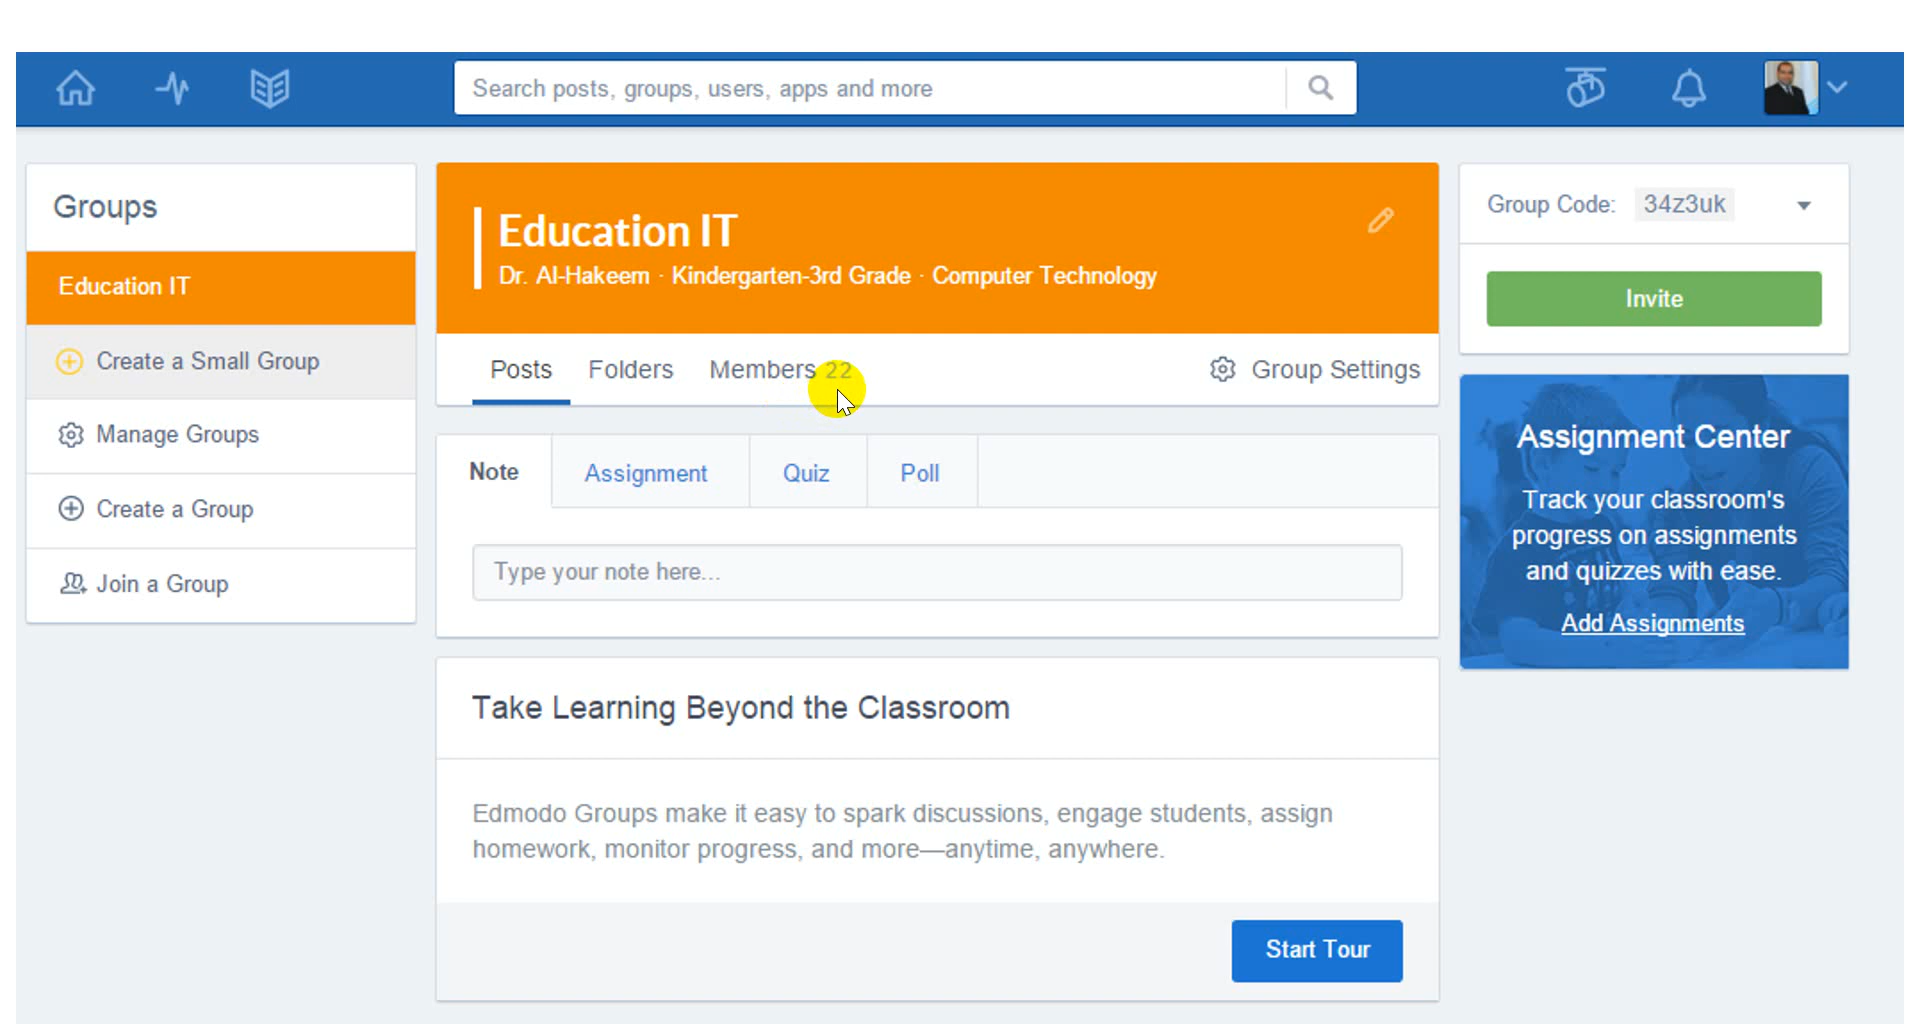 Search posts, groups, users, apps and more
Groups
Education IT
Create a Small Group
Manage Groups
Create a Group
Join a Group
Education IT
Dr. Al-Hakeem · Kindergarten-3rd Grade · Computer Technology
Posts Folders Members 22 Group Settings
Note Assignment Quiz Poll
Type your note here...
Take Learning Beyond the Classroom
Edmodo Groups make it easy to spark discussions, engage students, assign
homework, monitor progress, and more—anytime, anywhere.
Start Tour
Group Code: 34z3uk
Invite
Assignment Center
Track your classroom's
progress on assignments
and quizzes with ease.
Add Assignments